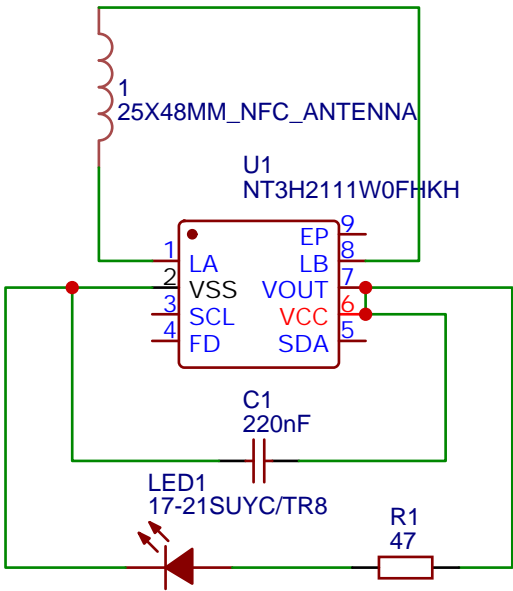 1
25X48MM_NFC_ANTENNA
U1
NT3H2111W0FHKH
EP 9
1 LA LB 8
2 VSS VOUT 7
3 SCL VCC 6
4 FD SDA 5
C1
220nF
LED1
17-21SUYC/TR8
R1
47